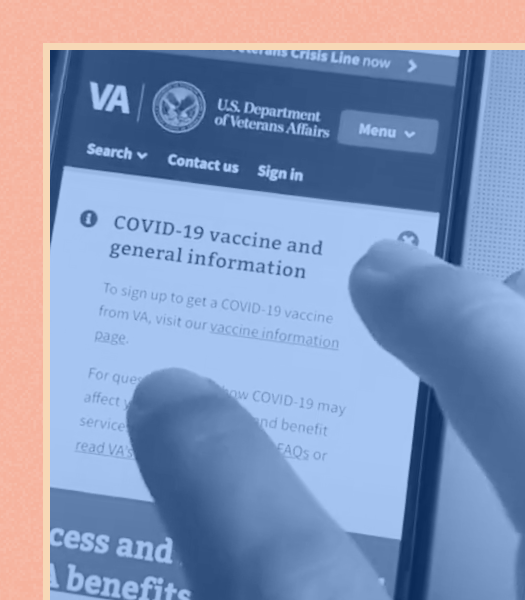 terans Crisis Line now
VA
U.S. Department
of Veterans Affairs
Menu
Search
Contact us
Sign in
COVID-19 vaccine and
general information
To sign up to get a COVID-19 vaccine
from VA, visit our vaccine information
page.
For ques ow COVID-19 may
affect y nd benefit
service
read VA's FAQs or
cess and
benefits